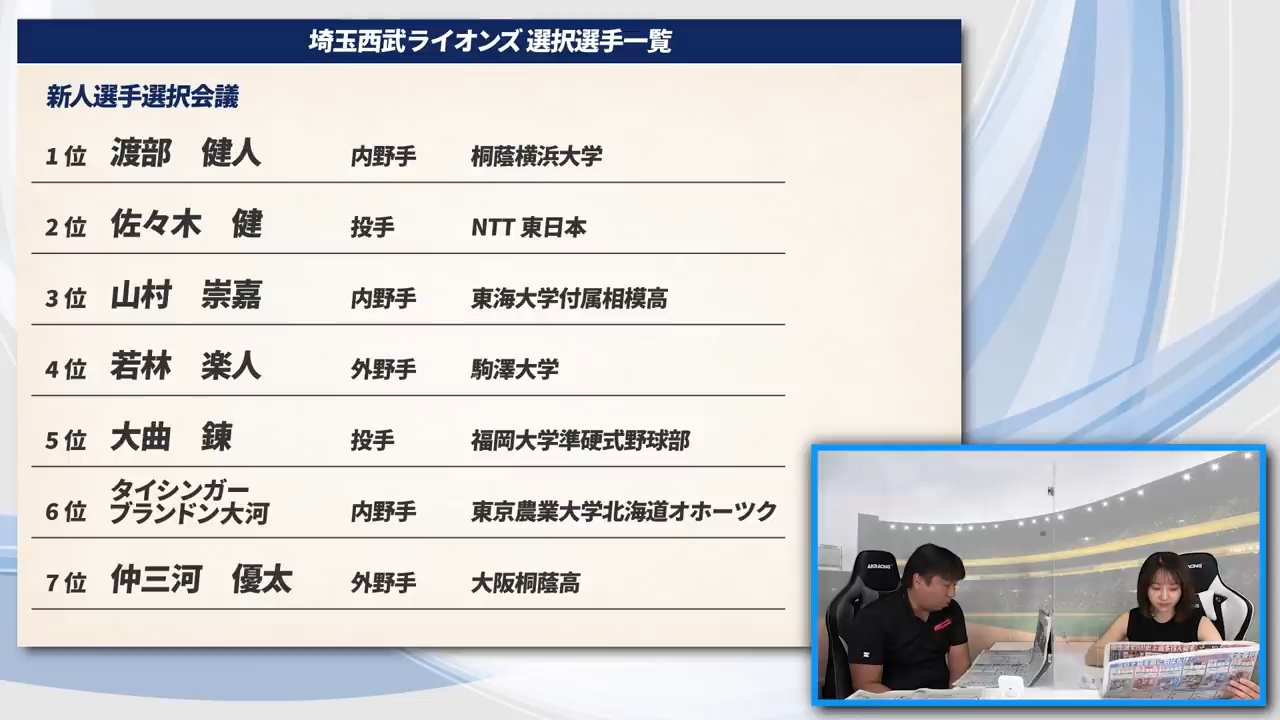 埼玉西武ライオンズ 選択選手一覧
新人選手選択会議
1位 渡部 健人 内野手 桐蔭横浜大学
2位 佐々木 健 投手 NTT東日本
3位 山村 崇嘉 内野手 東海大学付属相模高
4位 若林 楽人 外野手 駒澤大学
5位 大曲 錬 投手 福岡大学準硬式野球部
タイシンガー
6位 ブランドン大河 内野手 東京農業大学北海道オホーツク
7位 仲三河 優太 外野手 大阪桐蔭高
AKRACING